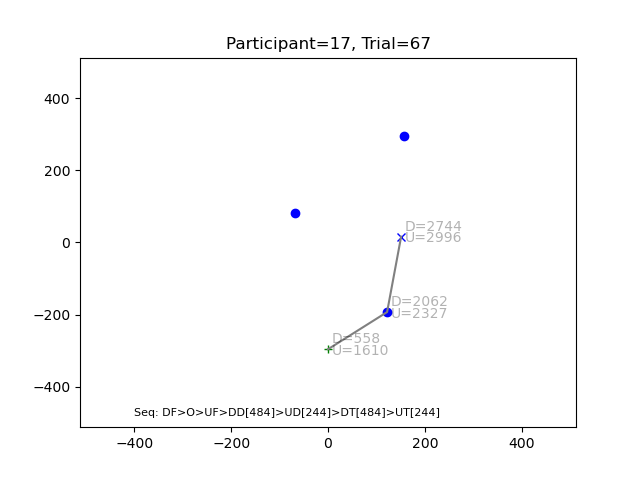 Participant=17, Trial=67
400
200
0
−200
−400
D=2744
U=2996
D=2062
U=2327
D=558
U=1610
Seq: DF>O>UF>DD[484]>UD[244]>DT[484]>UT[244]
−400 −200 0 200 400